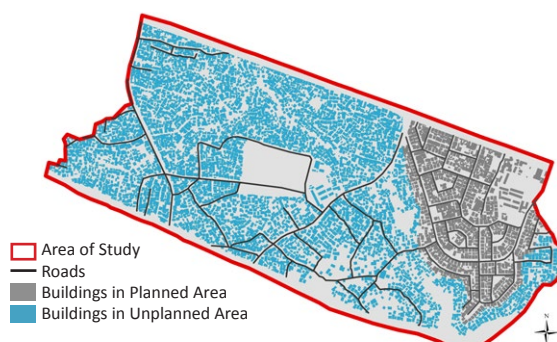 Area of Study
Roads
Buildings in Planned Area
Buildings in Unplanned Area
N